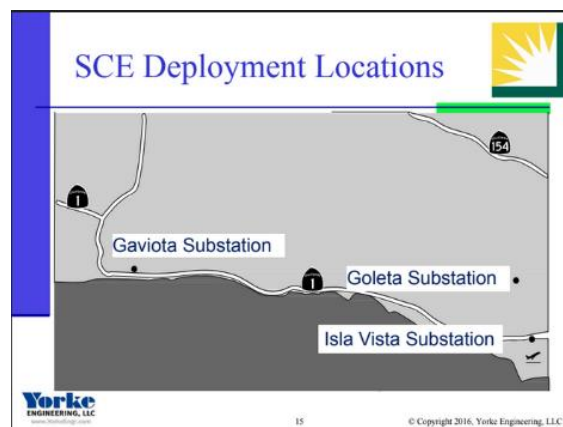 SCE Deployment Locations
154
1
Gaviota Substation
1
Goleta Substation
Isla Vista Substation
Yorke
ENGINEERING, LLC
15
© Copyright 2016, Yorke Engineering, LLC